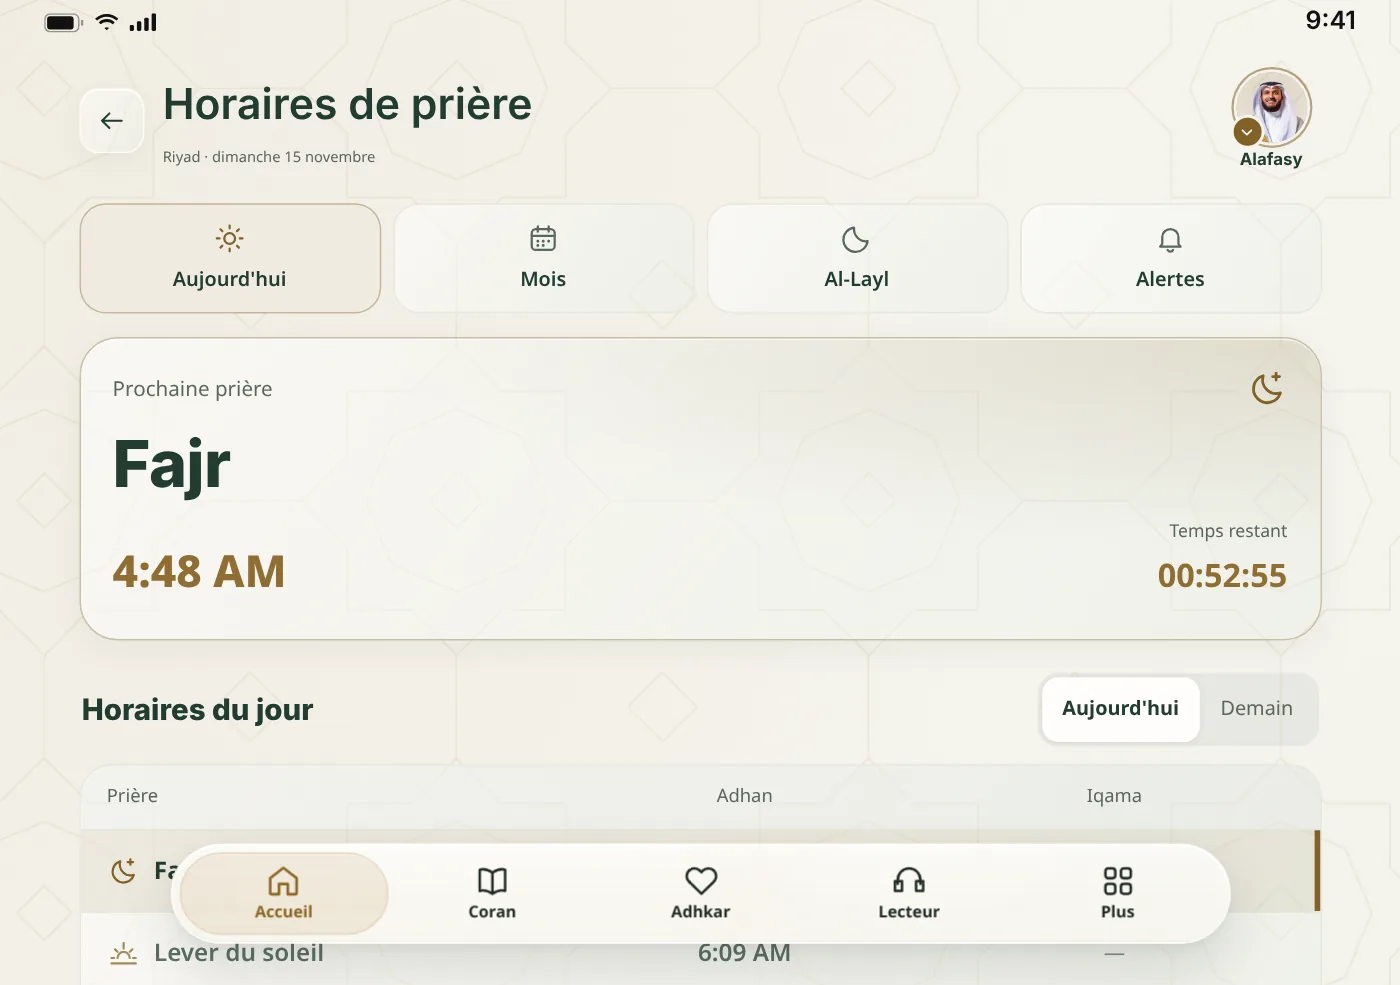 9:41
Horaires de prière
Riyad · dimanche 15 novembre
Alafasy
Aujourd'hui
Mois
Al-Layl
Alertes
Prochaine prière
Fajr
4:48 AM
Temps restant
00:52:55
Horaires du jour
Aujourd'hui
Demain
Prière
Adhan
Iqama
Lever du soleil
6:09 AM
—
Accueil
Coran
Adhkar
Lecteur
Plus